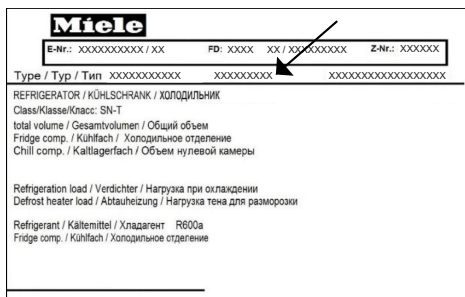 Miele
E-Nr.: XXXXXXXXXX / XX FD: XXXX XX / XXXXXXXXX Z-Nr.: XXXXXX
Type / Typ / Тип XXXXXXXXXXX XXXXXXXXX XXXXXXXXXXXXXXXXXX
REFRIGERATOR / KÜHLSCHRANK / ХОЛОДИЛЬНИК
Class/Klasse/Класс: SN-T
total volume / Gesamtvolumen / Общий объем
Fridge comp. / Kühlfach / Холодильное отделение
Chill comp. / Kaltlagerfach / Объем нулевой камеры
Refrigeration load / Verdichter / Нагрузка при охлаждении
Defrost heater load / Abtauheizung / Нагрузка тена для разморозки
Refrigerant / Kältemittel / Хладагент R600a
Fridge comp. / Kühlfach / Холодильное отделение